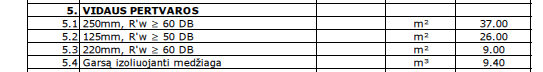 5. VIDAUS PERTVAROS
5.1 250mm, R'w ≥ 60 DB m² 37.00
5.2 125mm, R'w ≥ 50 DB m² 26.00
5.3 220mm, R'w ≥ 60 DB m² 9.00
5.4 Garsą izoliuojanti medžiaga m³ 9.40